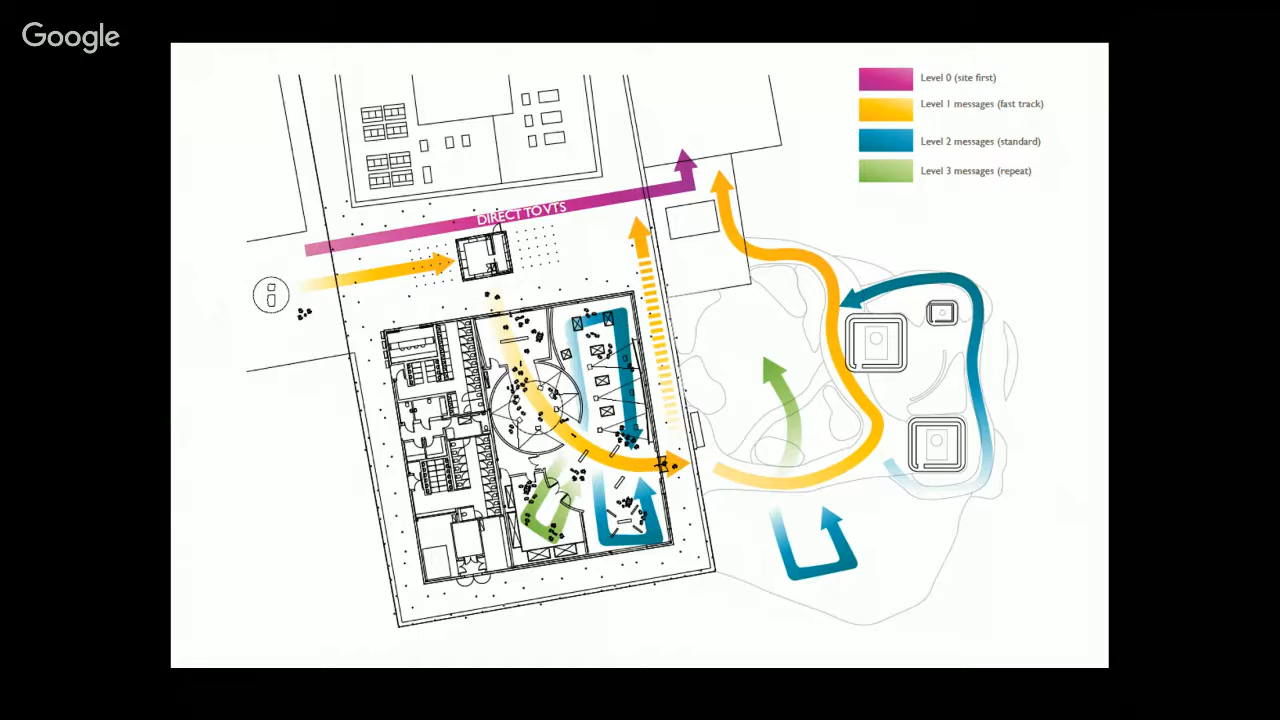 Google
Level 0 (site first)
Level 1 messages (fast track)
Level 2 messages (standard)
Level 3 messages (repeat)
DIRECT TO VTS